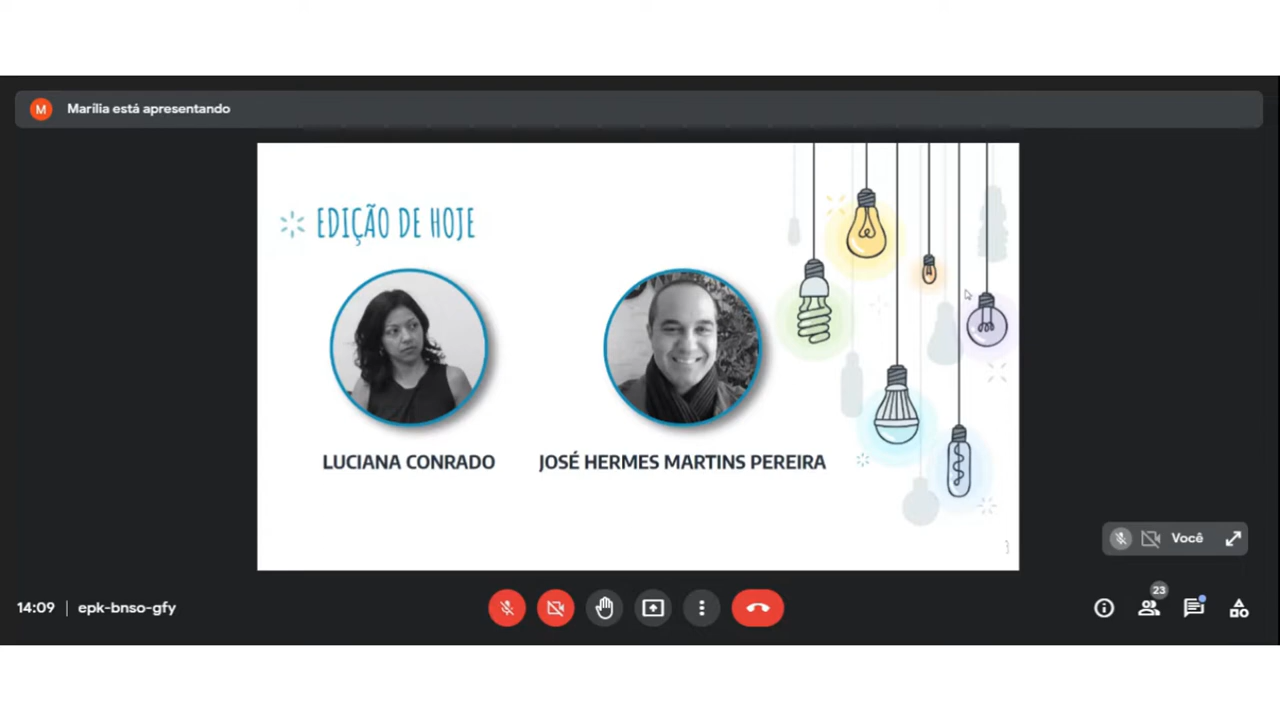 Marília está apresentando
M
EDIÇÃO DE HOJE
LUCIANA CONRADO
JOSÉ HERMES MARTINS PEREIRA
3
Você
14:09 | epk-bnso-gfy
23